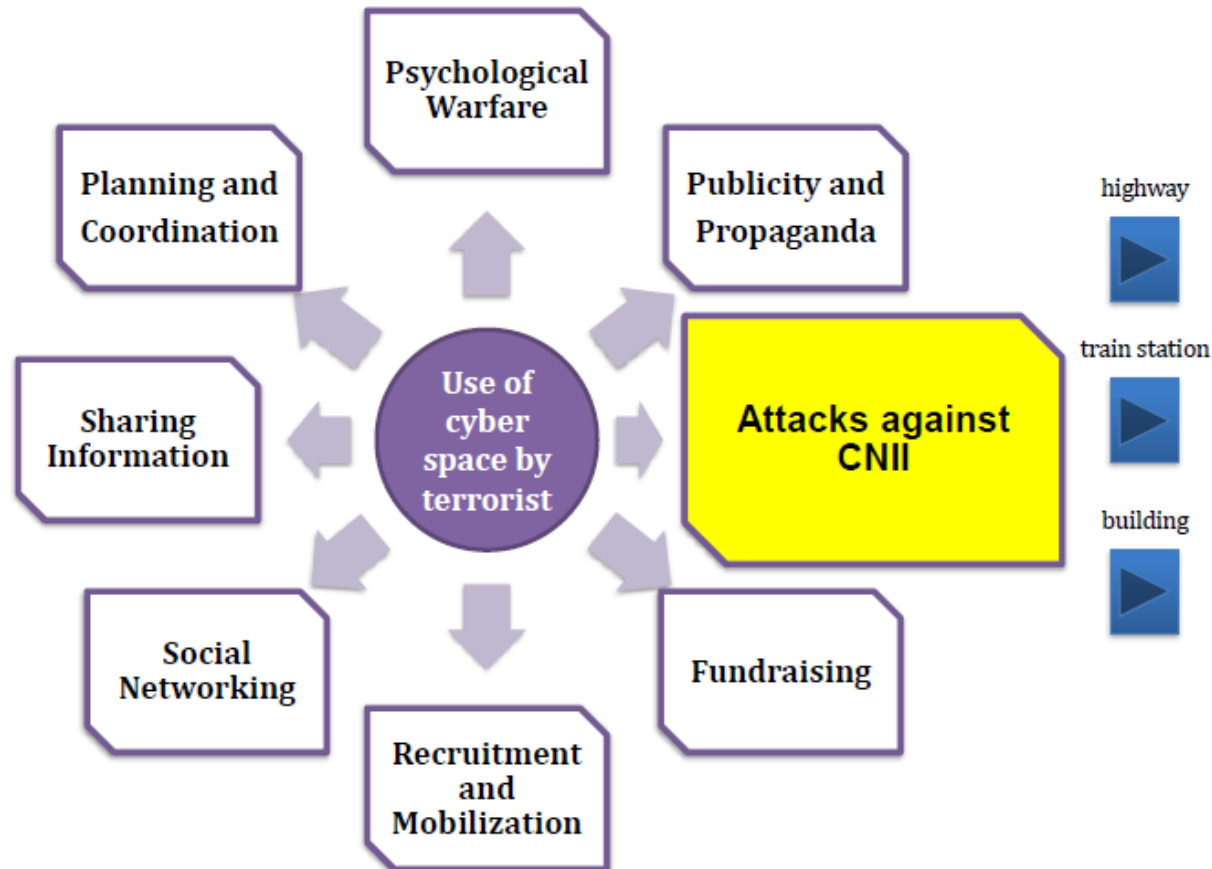 Psychological
Warfare
Planning and
Coordination
Publicity and
Propaganda
highway
train station
building
Use of
cyber
space by
terrorist
Attacks against
CNII
Sharing
Information
Social
Networking
Fundraising
Recruitment
and
Mobilization